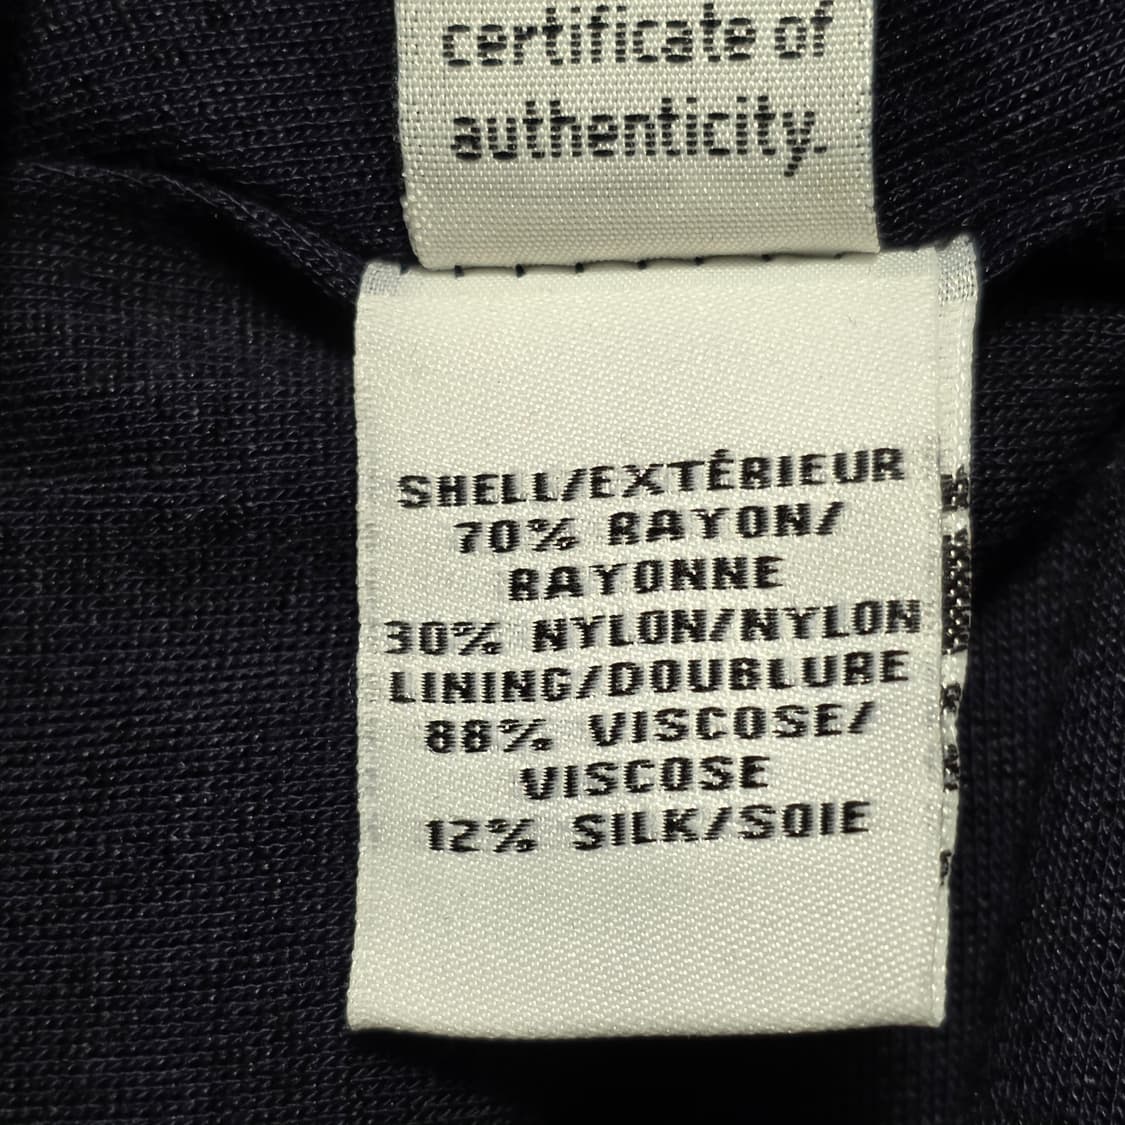 certificate of
authenticity.
SHELL/EXTÉRIEUR
70% RAYON/
RAYONNE
30% NYLON/NYLON
LINING/DOUBLURE
88% VISCOSE/
VISCOSE
12% SILK/SOIE